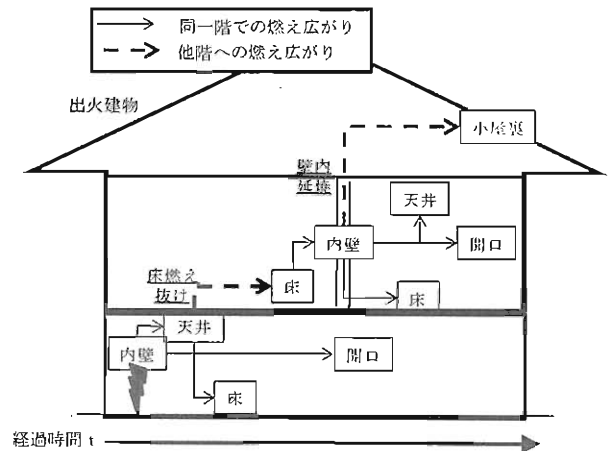 同一階での燃え広がり
他階への燃え広がり
出火建物
小屋裏
壁内
延焼
天井
内壁
開口
床燃え
抜け
床
床
天井
内壁
開口
床
経過時間 t